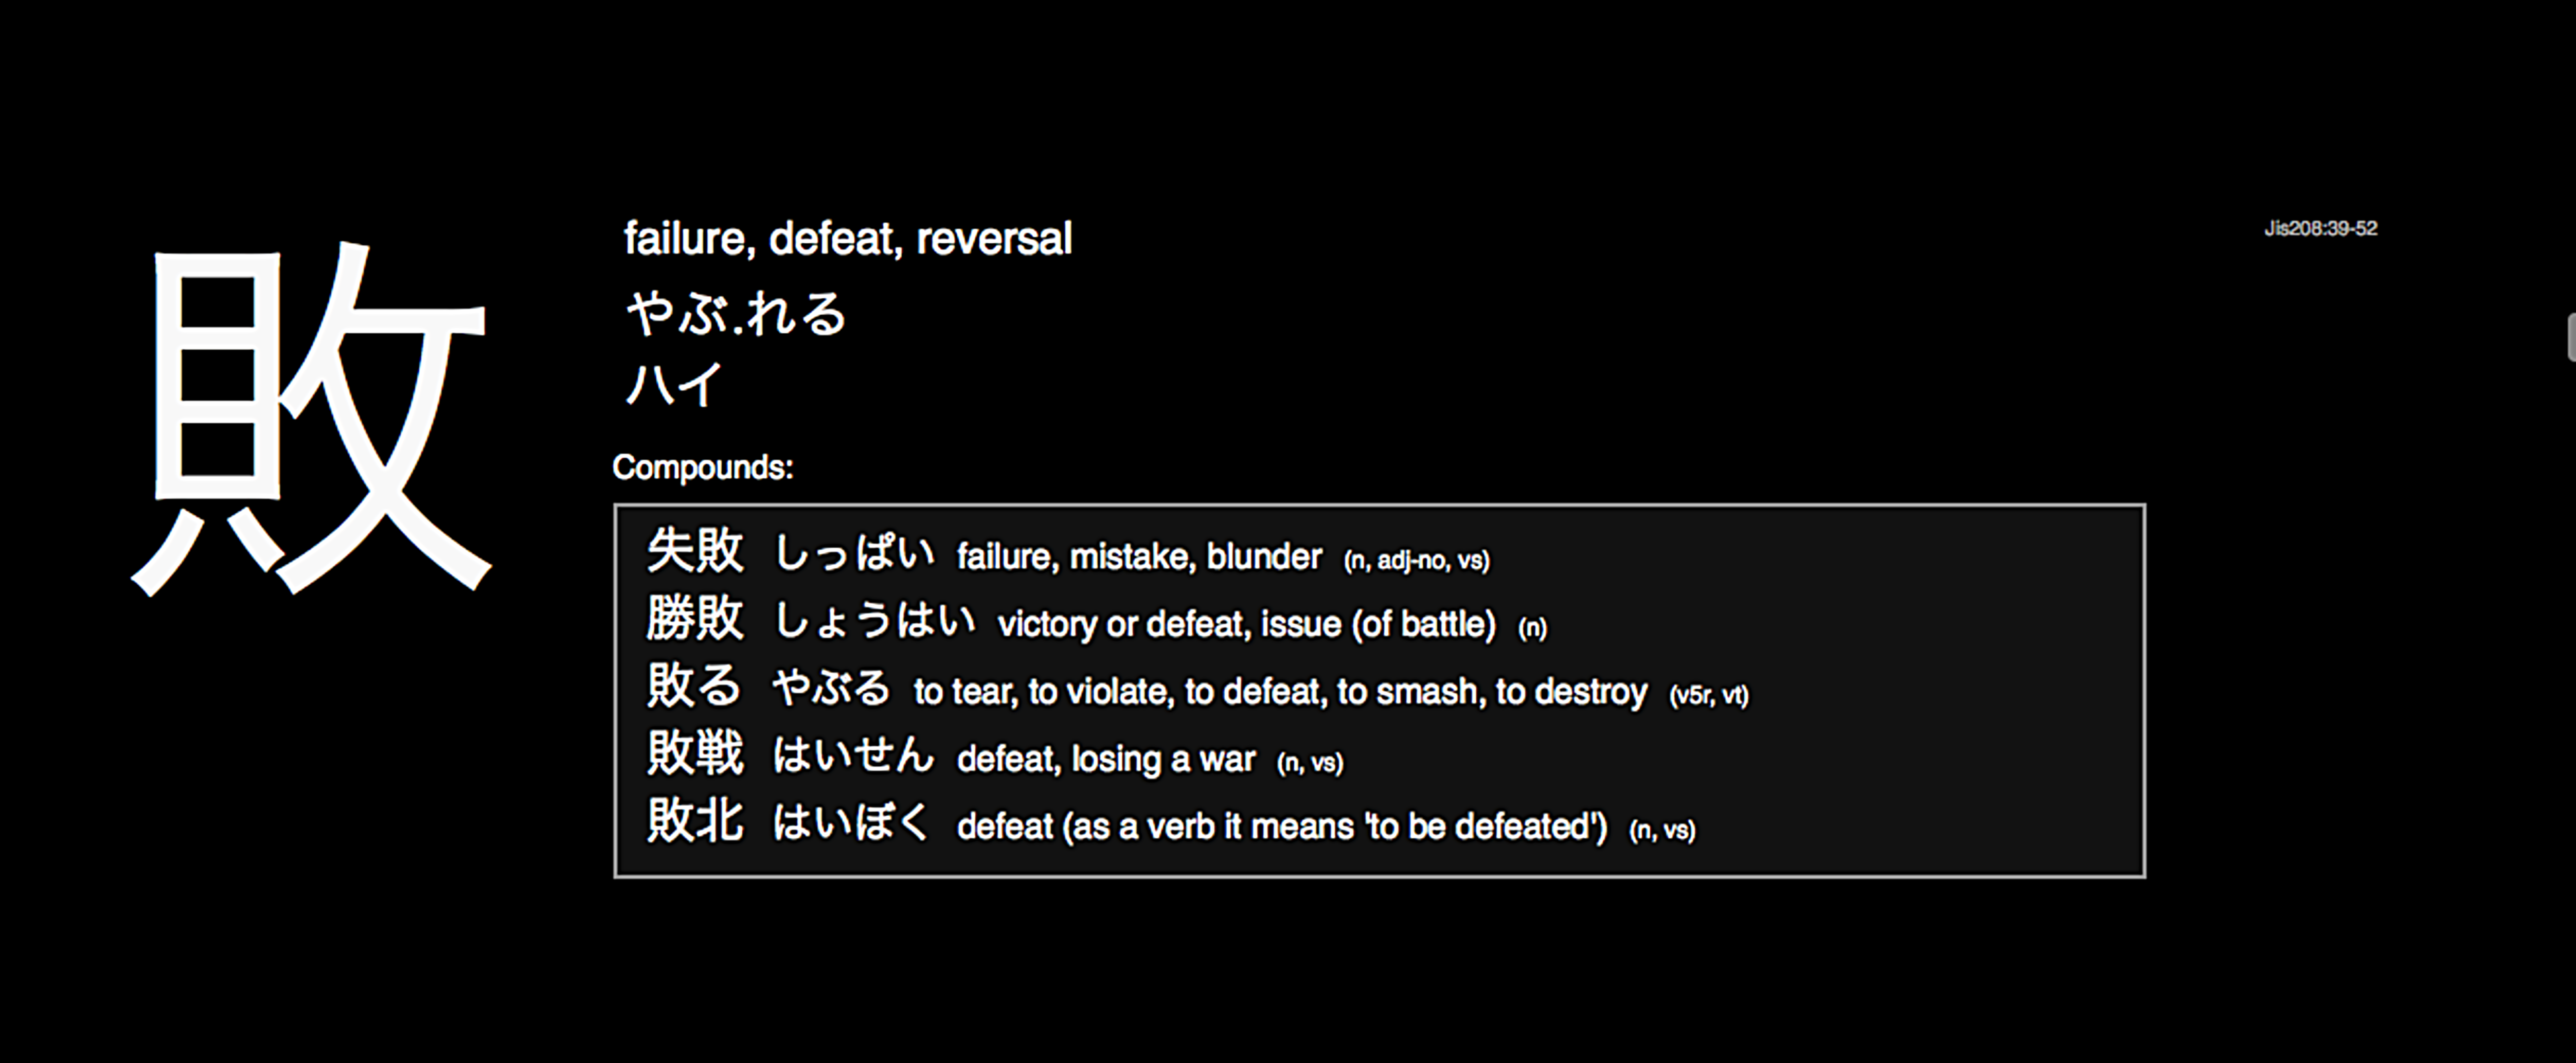 敗
failure, defeat, reversal
Jis208:39-52
やぶ.れる
ハイ
Compounds:
失敗 しっぱい failure, mistake, blunder (n, adj-no, vs)
勝敗 しょうはい victory or defeat, issue (of battle) (n)
敗る やぶる to tear, to violate, to defeat, to smash, to destroy (v5r, vt)
敗戦 はいせん defeat, losing a war (n, vs)
敗北 はいぼく defeat (as a verb it means 'to be defeated') (n, vs)